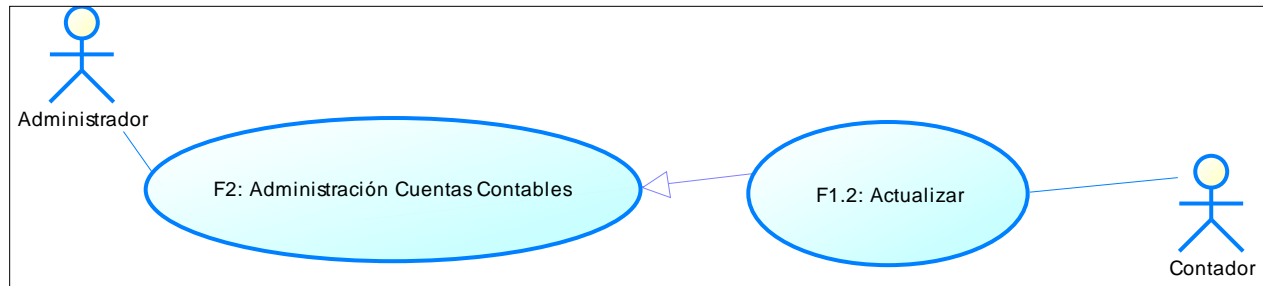 Administrador
F2: Administración Cuentas Contables
F1.2: Actualizar
Contador